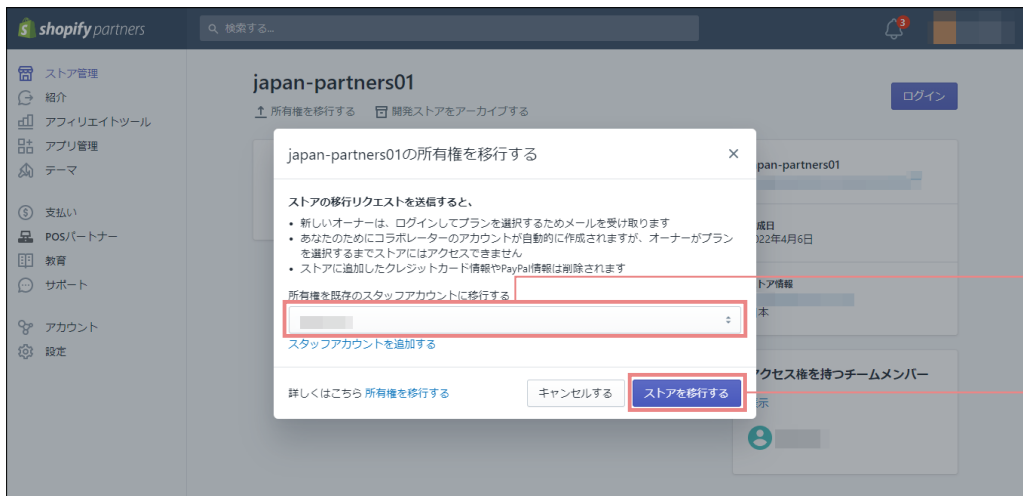 shopify partners
検索する...
3
ストア管理
紹介
アフィリエイトツール
アプリ管理
テーマ
支払い
POSパートナー
教育
サポート
アカウント
設定
japan-partners01
所有権を移行する
開発ストアをアーカイブする
ログイン
japan-partners01の所有権を移行する
ストアの移行リクエストを送信すると、
• 新しいオーナーは、ログインしてプランを選択するためメールを受け取ります
• あなたのためにコラボレーターのアカウントが自動的に作成されますが、オーナーがプラン
を選択するまでストアにはアクセスできません
• ストアに追加したクレジットカード情報やPayPal情報は削除されます
所有権を既存のスタッフアカウントに移行する
スタッフアカウントを追加する
詳しくはこちら 所有権を移行する
キャンセルする
ストアを移行する
pan-partners01
成日
022年4月6日
トア情報
本
クセス権を持つチームメンバー
示